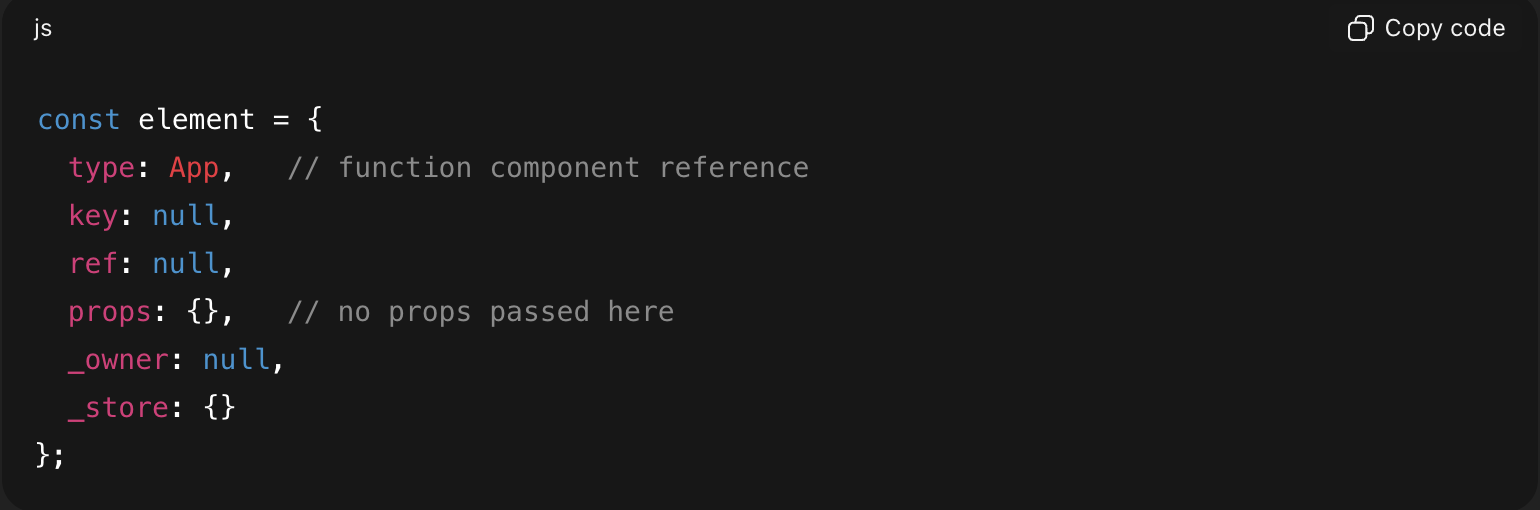 js
Copy code
const element = {
  type: App,   // function component reference
  key: null,
  ref: null,
  props: {},   // no props passed here
  _owner: null,
  _store: {}
};